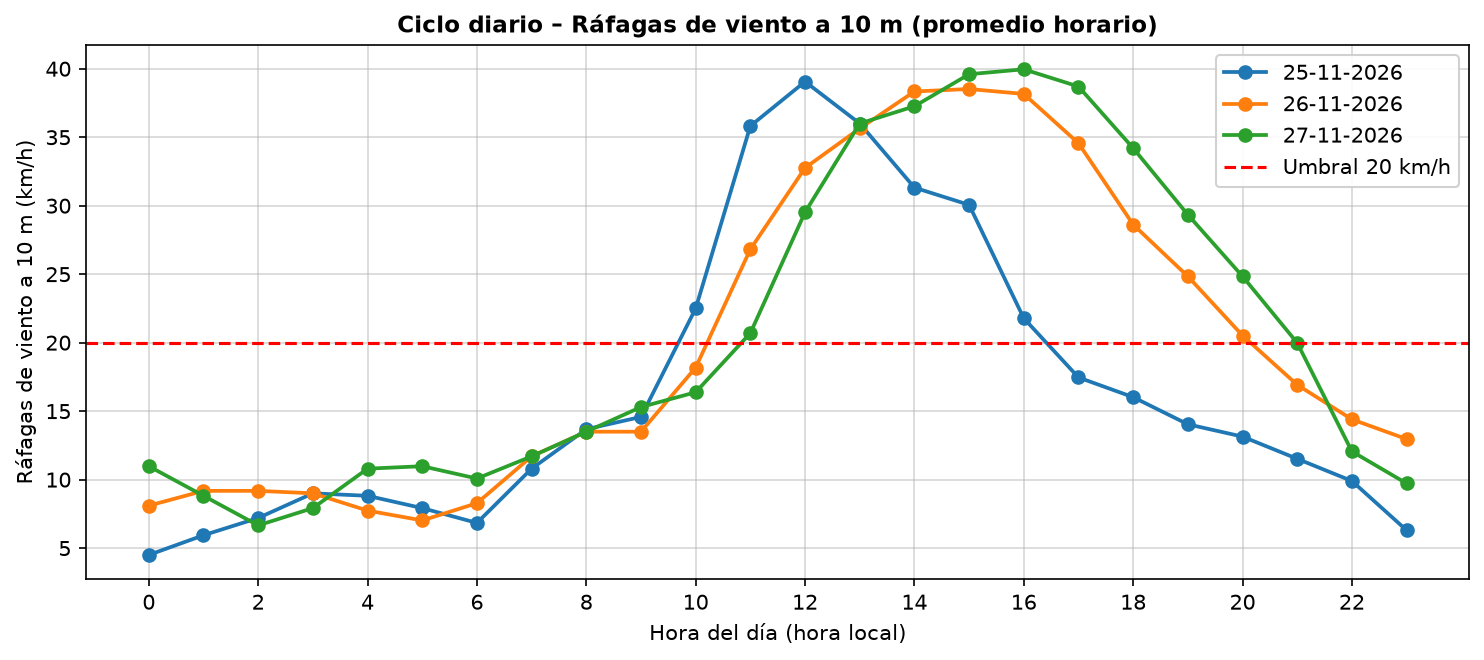 Ciclo diario – Ráfagas de viento a 10 m (promedio horario)
Ráfagas de viento a 10 m (km/h)
40
35
30
25
20
15
10
5
25-11-2026
26-11-2026
27-11-2026
Umbral 20 km/h
0 2 4 6 8 10 12 14 16 18 20 22
Hora del día (hora local)